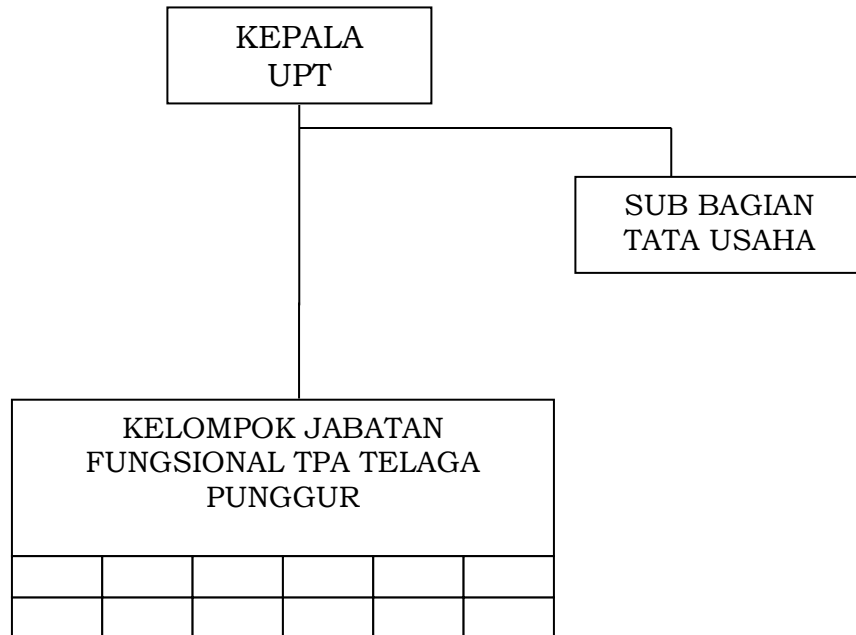 KEPALA
UPT
SUB BAGIAN
TATA USAHA
KELOMPOK JABATAN
FUNGSIONAL TPA TELAGA
PUNGGUR